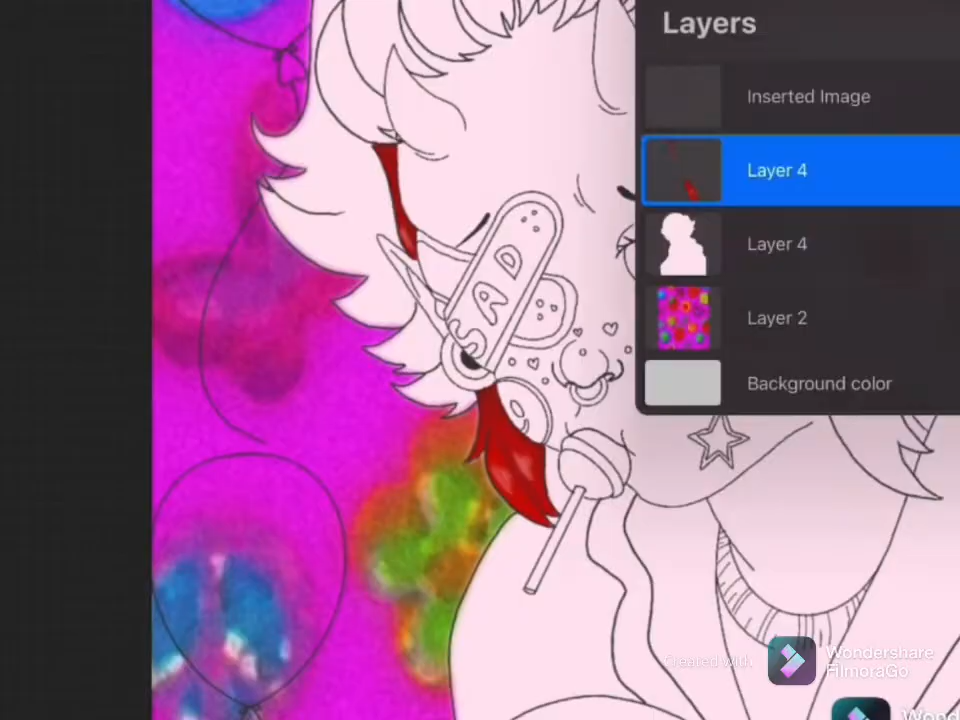 Layers
Inserted Image
Layer 4
Layer 4
Layer 2
Background color
SAD
Created with
Wondershare
FilmoraGo